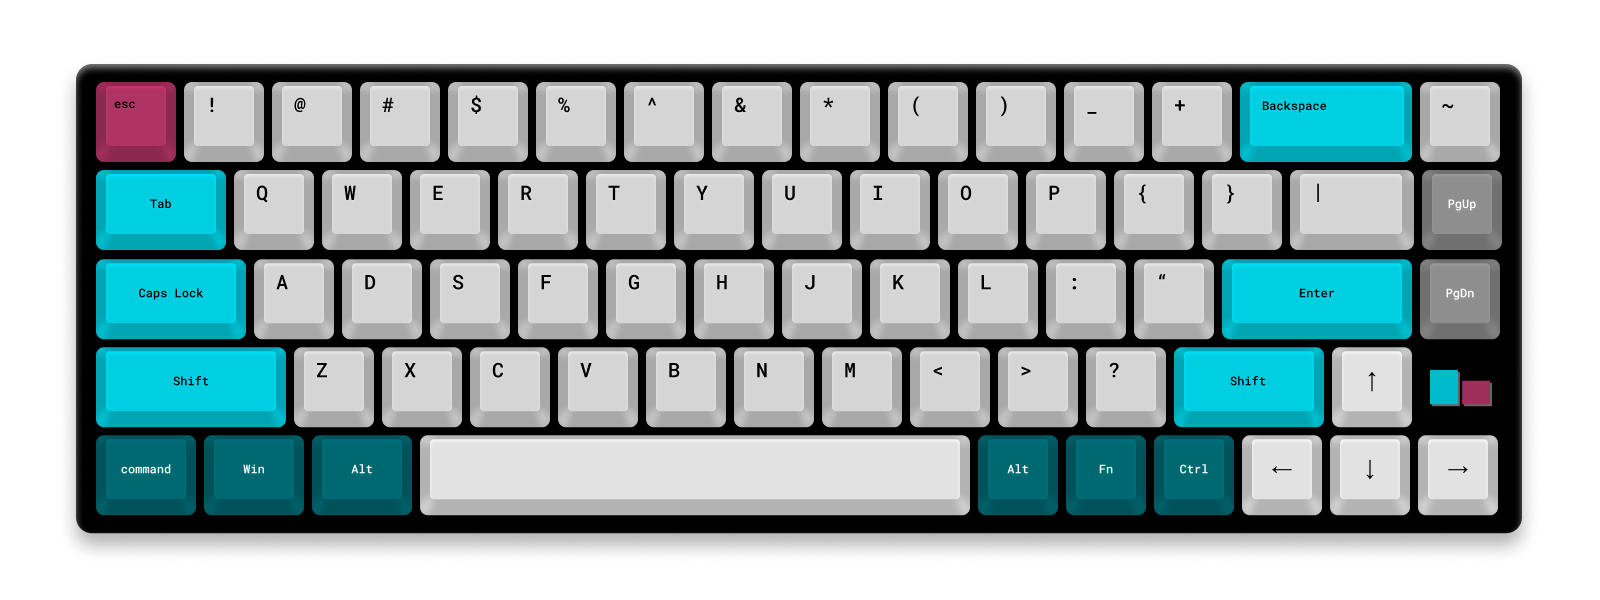 esc ! @ # $ % ^ & * ( ) _ + Backspace ~
Tab Q W E R T Y U I O P { } | PgUp
Caps Lock A D S F G H J K L : “ Enter PgDn
Shift Z X C V B N M < > ? Shift ↑
command Win Alt Alt Fn Ctrl ← ↓ →